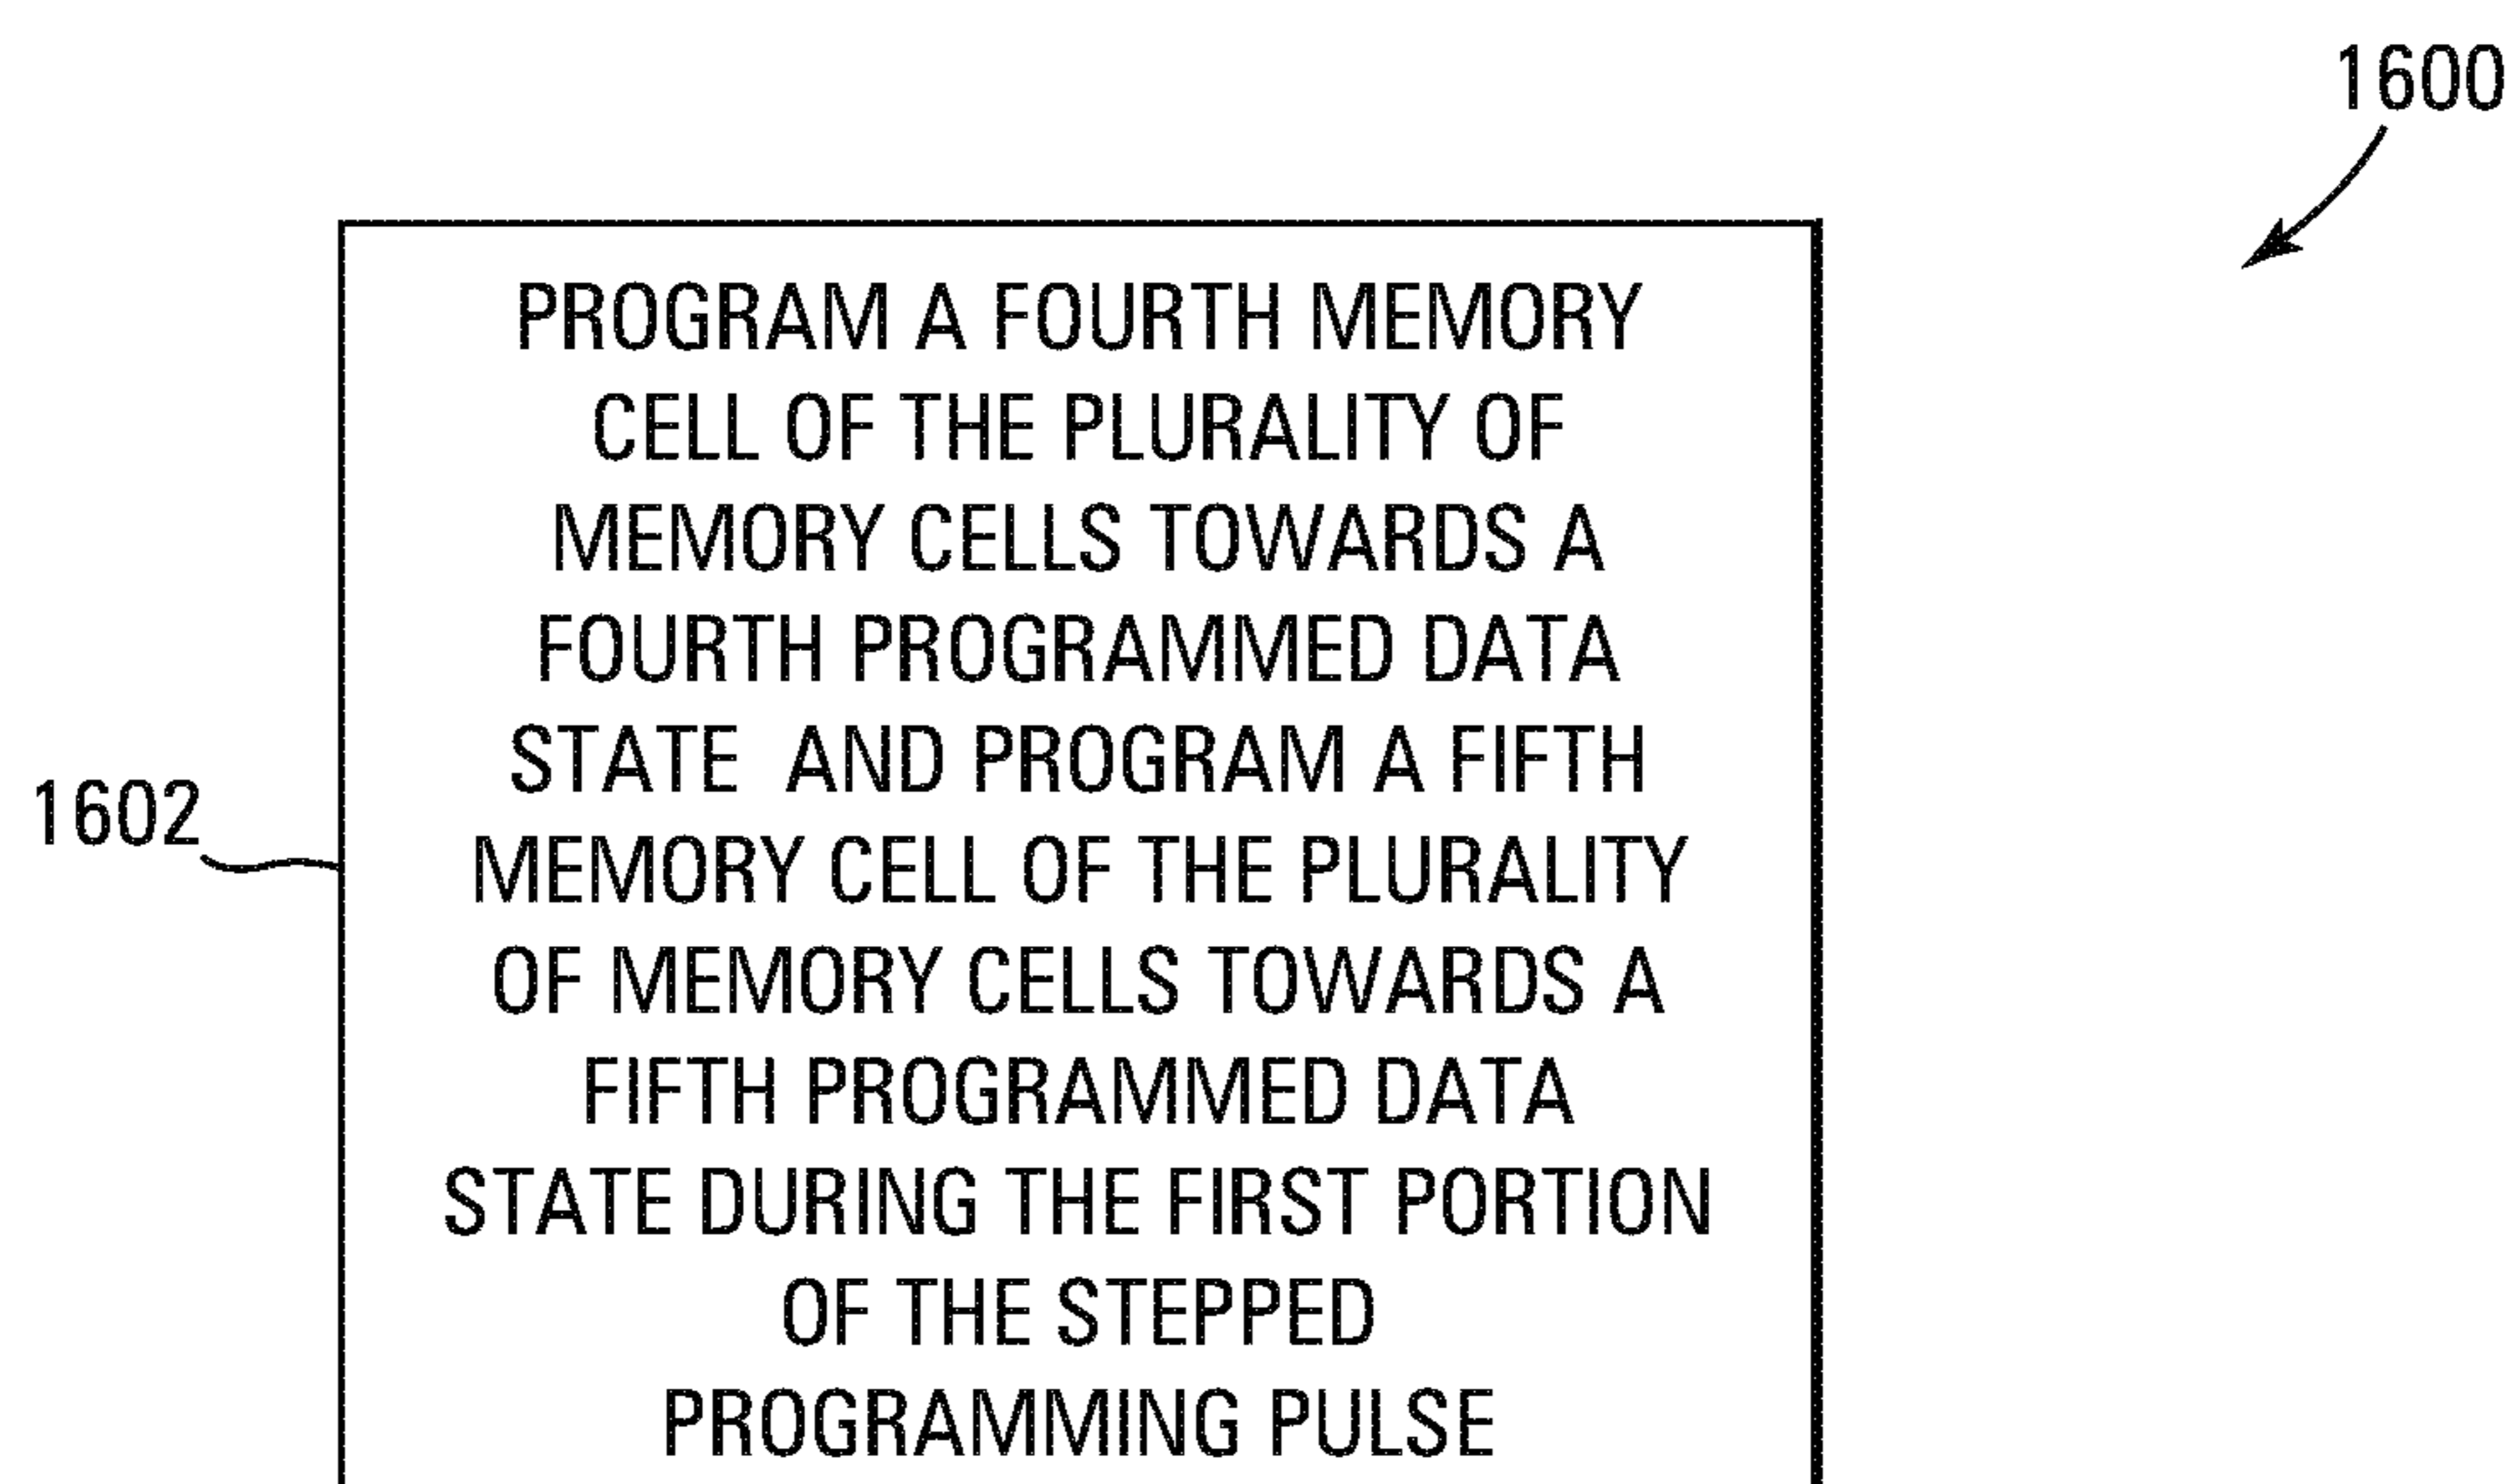 1600
PROGRAM A FOURTH MEMORY
CELL OF THE PLURALITY OF
MEMORY CELLS TOWARDS A
FOURTH PROGRAMMED DATA
STATE  AND PROGRAM A FIFTH
1602
MEMORY CELL OF THE PLURALITY
OF MEMORY CELLS TOWARDS A
FIFTH PROGRAMMED DATA
STATE DURING THE FIRST PORTION
OF THE STEPPED
PROGRAMMING PULSE